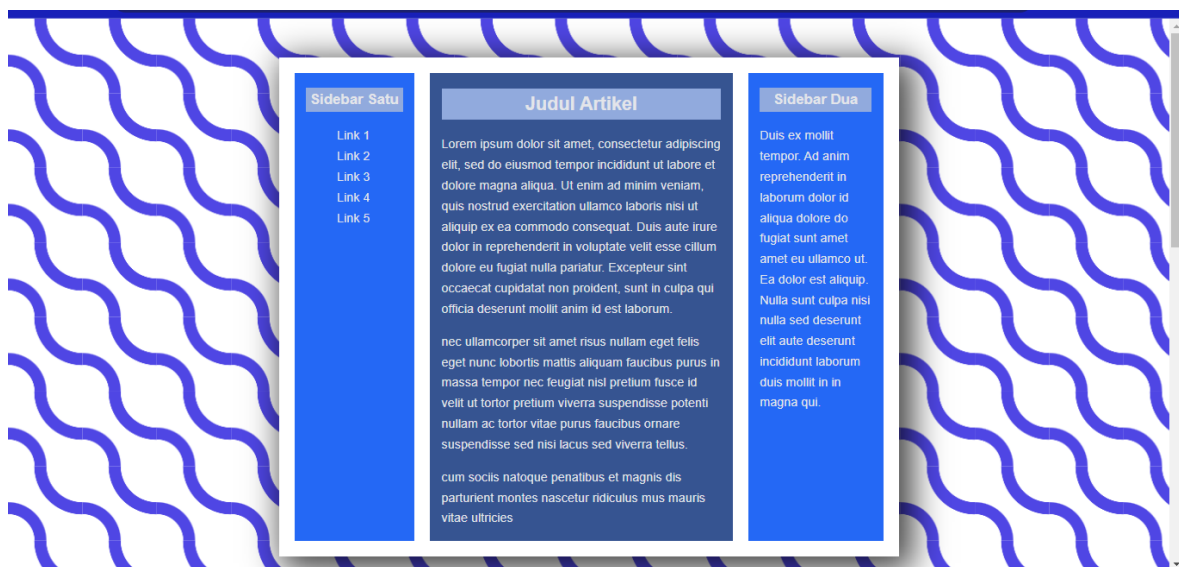 Sidebar Satu
Link 1
Link 2
Link 3
Link 4
Link 5
Judul Artikel
Lorem ipsum dolor sit amet, consectetur adipiscing
elit, sed do eiusmod tempor incididunt ut labore et
dolore magna aliqua. Ut enim ad minim veniam,
quis nostrud exercitation ullamco laboris nisi ut
aliquip ex ea commodo consequat. Duis aute irure
dolor in reprehenderit in voluptate velit esse cillum
dolore eu fugiat nulla pariatur. Excepteur sint
occaecat cupidatat non proident, sunt in culpa qui
officia deserunt mollit anim id est laborum.
nec ullamcorper sit amet risus nullam eget felis
eget nunc lobortis mattis aliquam faucibus purus in
massa tempor nec feugiat nisl pretium fusce id
velit ut tortor pretium viverra suspendisse potenti
nullam ac tortor vitae purus faucibus ornare
suspendisse sed nisi lacus sed viverra tellus.
cum sociis natoque penatibus et magnis dis
parturient montes nascetur ridiculus mus mauris
vitae ultricies
Sidebar Dua
Duis ex mollit
tempor. Ad anim
reprehenderit in
laborum dolor id
aliqua dolore do
fugiat sunt amet
amet eu ullamco ut.
Ea dolor est aliquip.
Nulla sunt culpa nisi
nulla sed deserunt
elit aute deserunt
incididunt laborum
duis mollit in in
magna qui.